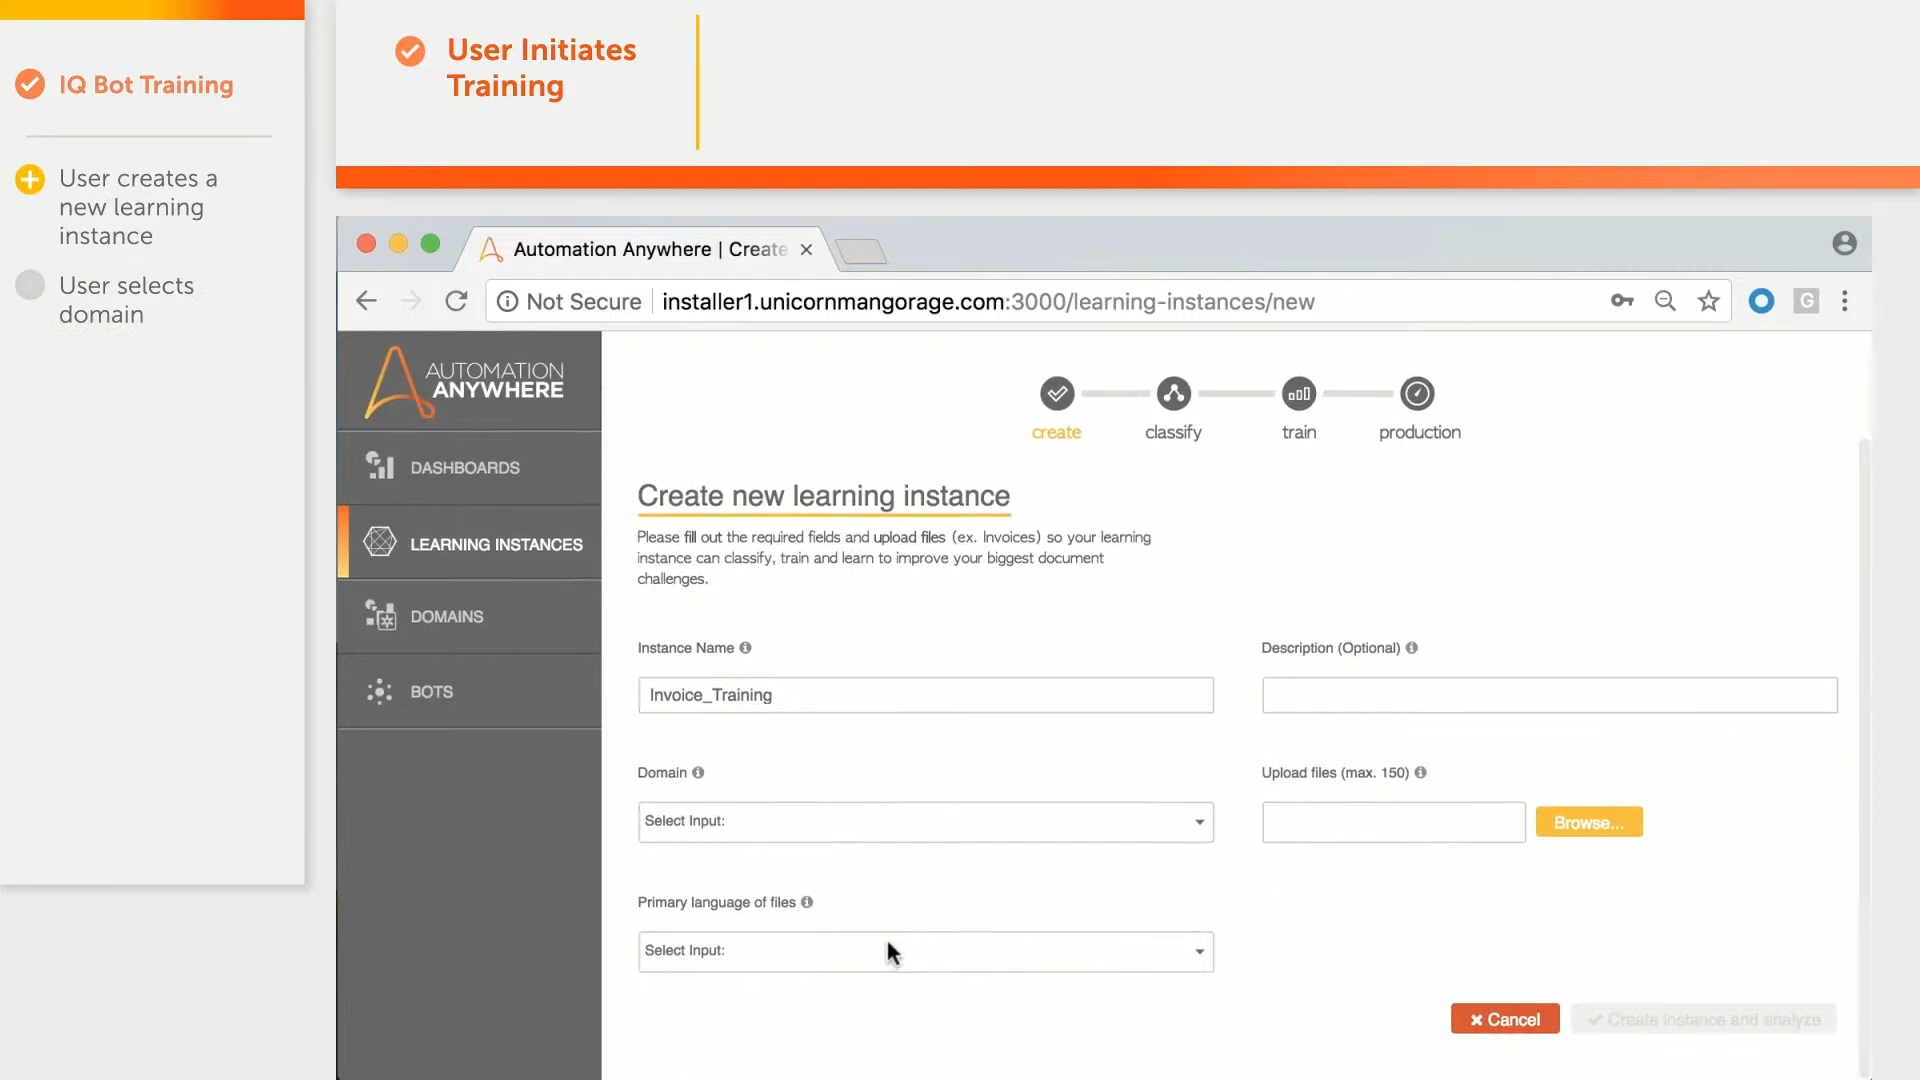 IQ Bot Training
User creates a
new learning
instance
User selects
domain
User Initiates
Training
Automation Anywhere | Create
Not Secure
installer1.unicornmangorage.com:3000/learning-instances/new
G
AUTOMATION
ANYWHERE
DASHBOARDS
LEARNING INSTANCES
DOMAINS
BOTS
create
classify
train
production
Create new learning instance
Please fill out the required fields and upload files (ex. Invoices) so your learning
instance can classify, train and learn to improve your biggest document
challenges.
Instance Name
Invoice_Training
Description (Optional)
Domain
Select Input:
Upload files (max. 150)
Browse...
Primary language of files
Select Input:
Cancel
Create instance and analyze